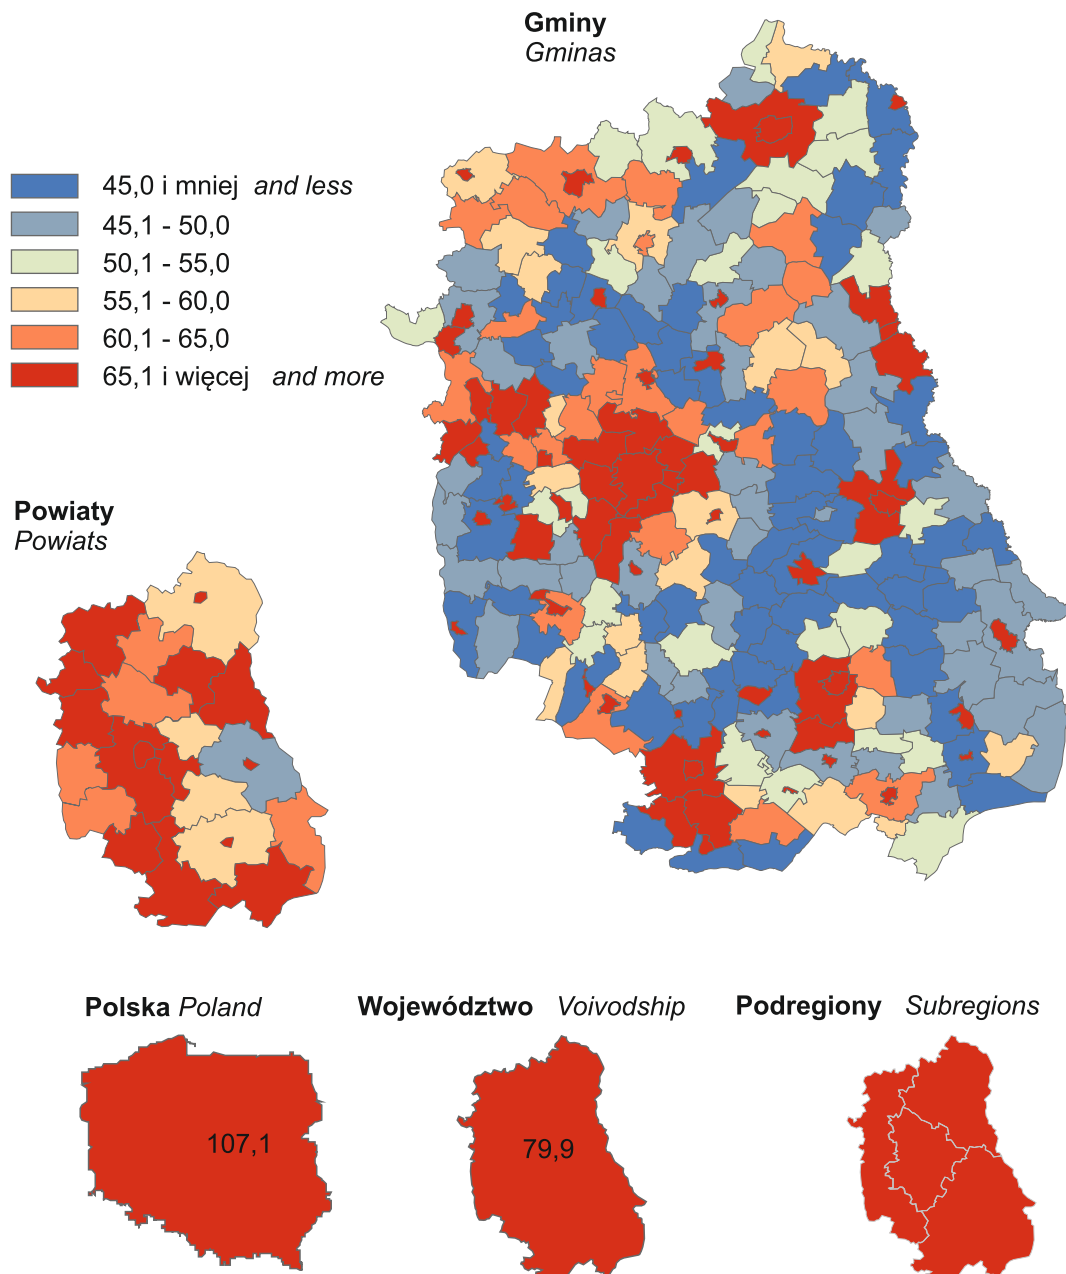 Gminy
Gminas
45,0 i mniej and less
45,1 - 50,0
50,1 - 55,0
55,1 - 60,0
60,1 - 65,0
65,1 i więcej and more
Powiaty
Powiats
Polska Poland
Województwo Voivodship
Podregiony Subregions
107,1
79,9